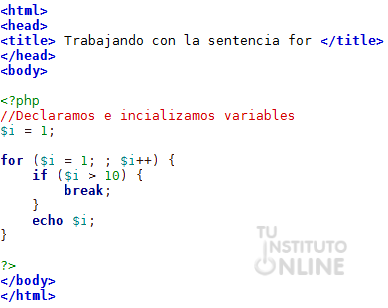 <html>
<head>
<title> Trabajando con la sentencia for </title>
</head>
<body>
<?php
//Declaramos e incializamos variables
$i = 1;
for ($i = 1; ; $i++) {
if ($i > 10) {
break;
}
echo $i;
}
?>
</body>
</html>
TU
INSTITUTO
ONLINE